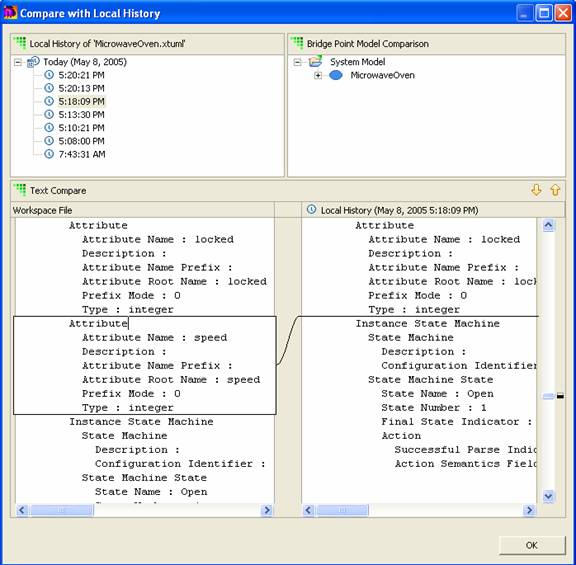 Compare with Local History
Local History of 'MicrowaveOven.xtuml'
Today (May 8, 2005)
5:20:21 PM
5:20:13 PM
5:18:09 PM
5:13:30 PM
5:10:21 PM
5:08:00 PM
7:43:31 AM
Bridge Point Model Comparison
System Model
MicrowaveOven
Text Compare
Workspace File
Attribute
Attribute Name : locked
Description :
Attribute Name Prefix :
Attribute Root Name : locked
Prefix Mode : 0
Type : integer
Attribute
Attribute Name : speed
Description :
Attribute Name Prefix :
Attribute Root Name : speed
Prefix Mode : 0
Type : integer
Instance State Machine
State Machine
Description :
Configuration Identifier :
State Machine State
State Name : Open
Local History (May 8, 2005 5:18:09 PM)
Attribute
Attribute Name : locked
Description :
Attribute Name Prefix :
Attribute Root Name : lock
Prefix Mode : 0
Type : integer
Instance State Machine
State Machine
Description :
Configuration Identifier
State Machine State
State Name : Open
State Number : 1
Final State Indicator :
Action
Successful Parse Indic
Action Semantics Field
OK